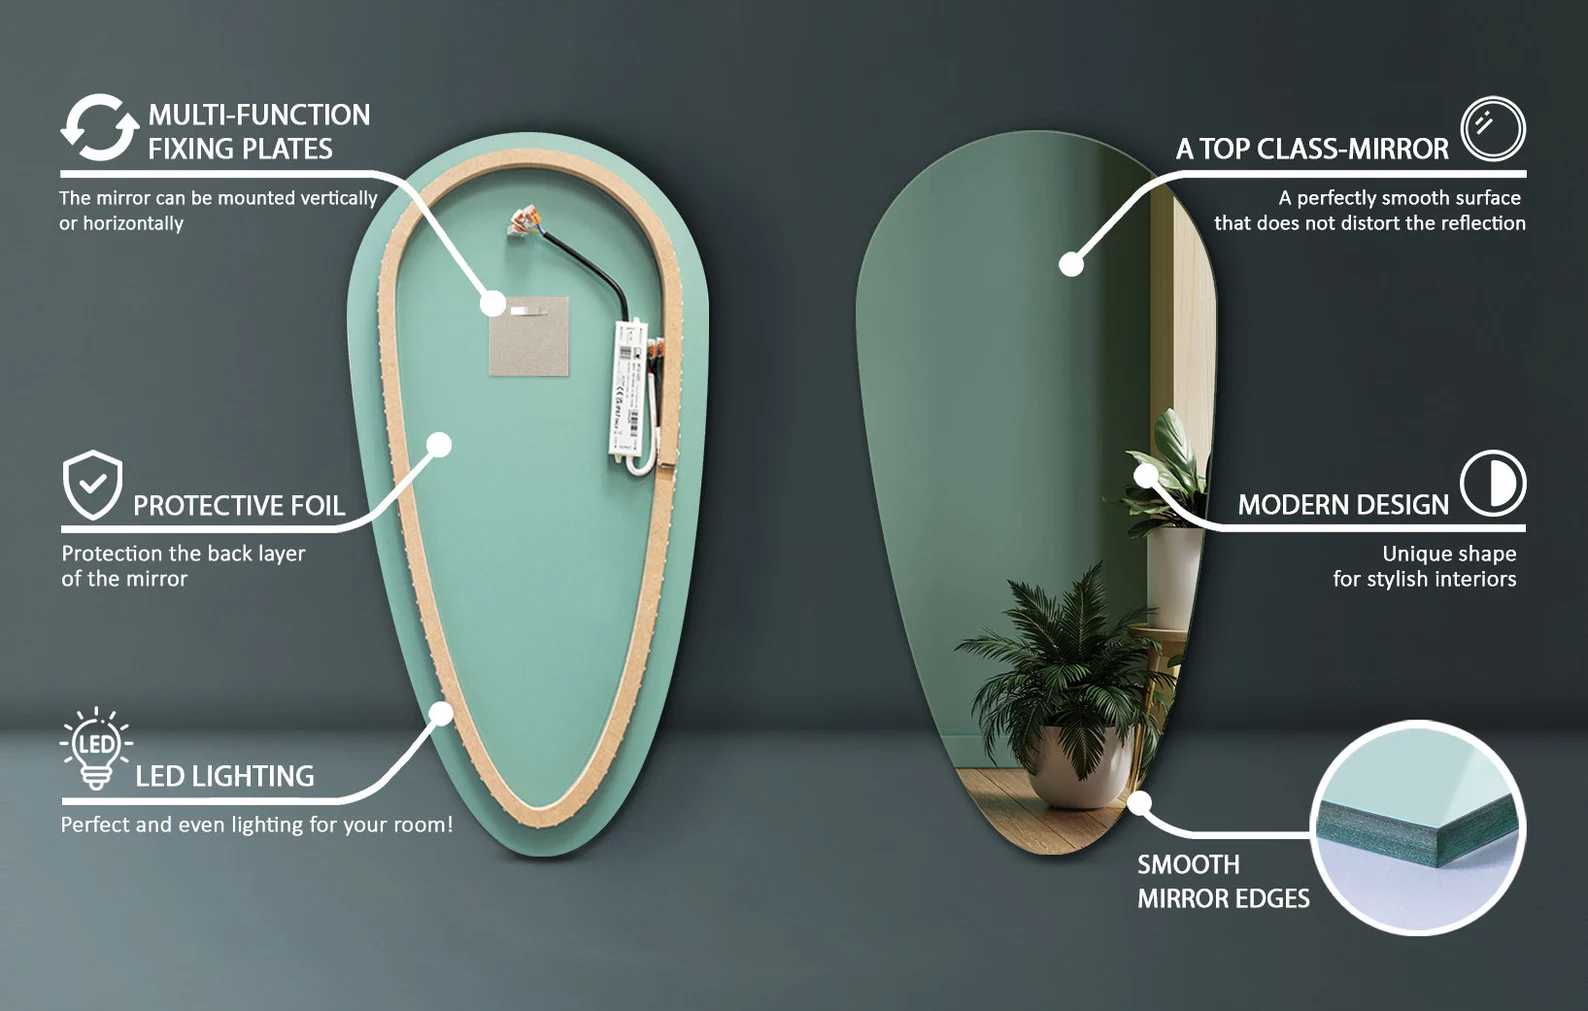 MULTI-FUNCTION
FIXING PLATES
The mirror can be mounted vertically
or horizontally
PROTECTIVE FOIL
Protection the back layer
of the mirror
LED
LED LIGHTING
Perfect and even lighting for your room!
A TOP CLASS-MIRROR
A perfectly smooth surface
that does not distort the reflection
MODERN DESIGN
Unique shape
for stylish interiors
SMOOTH
MIRROR EDGES